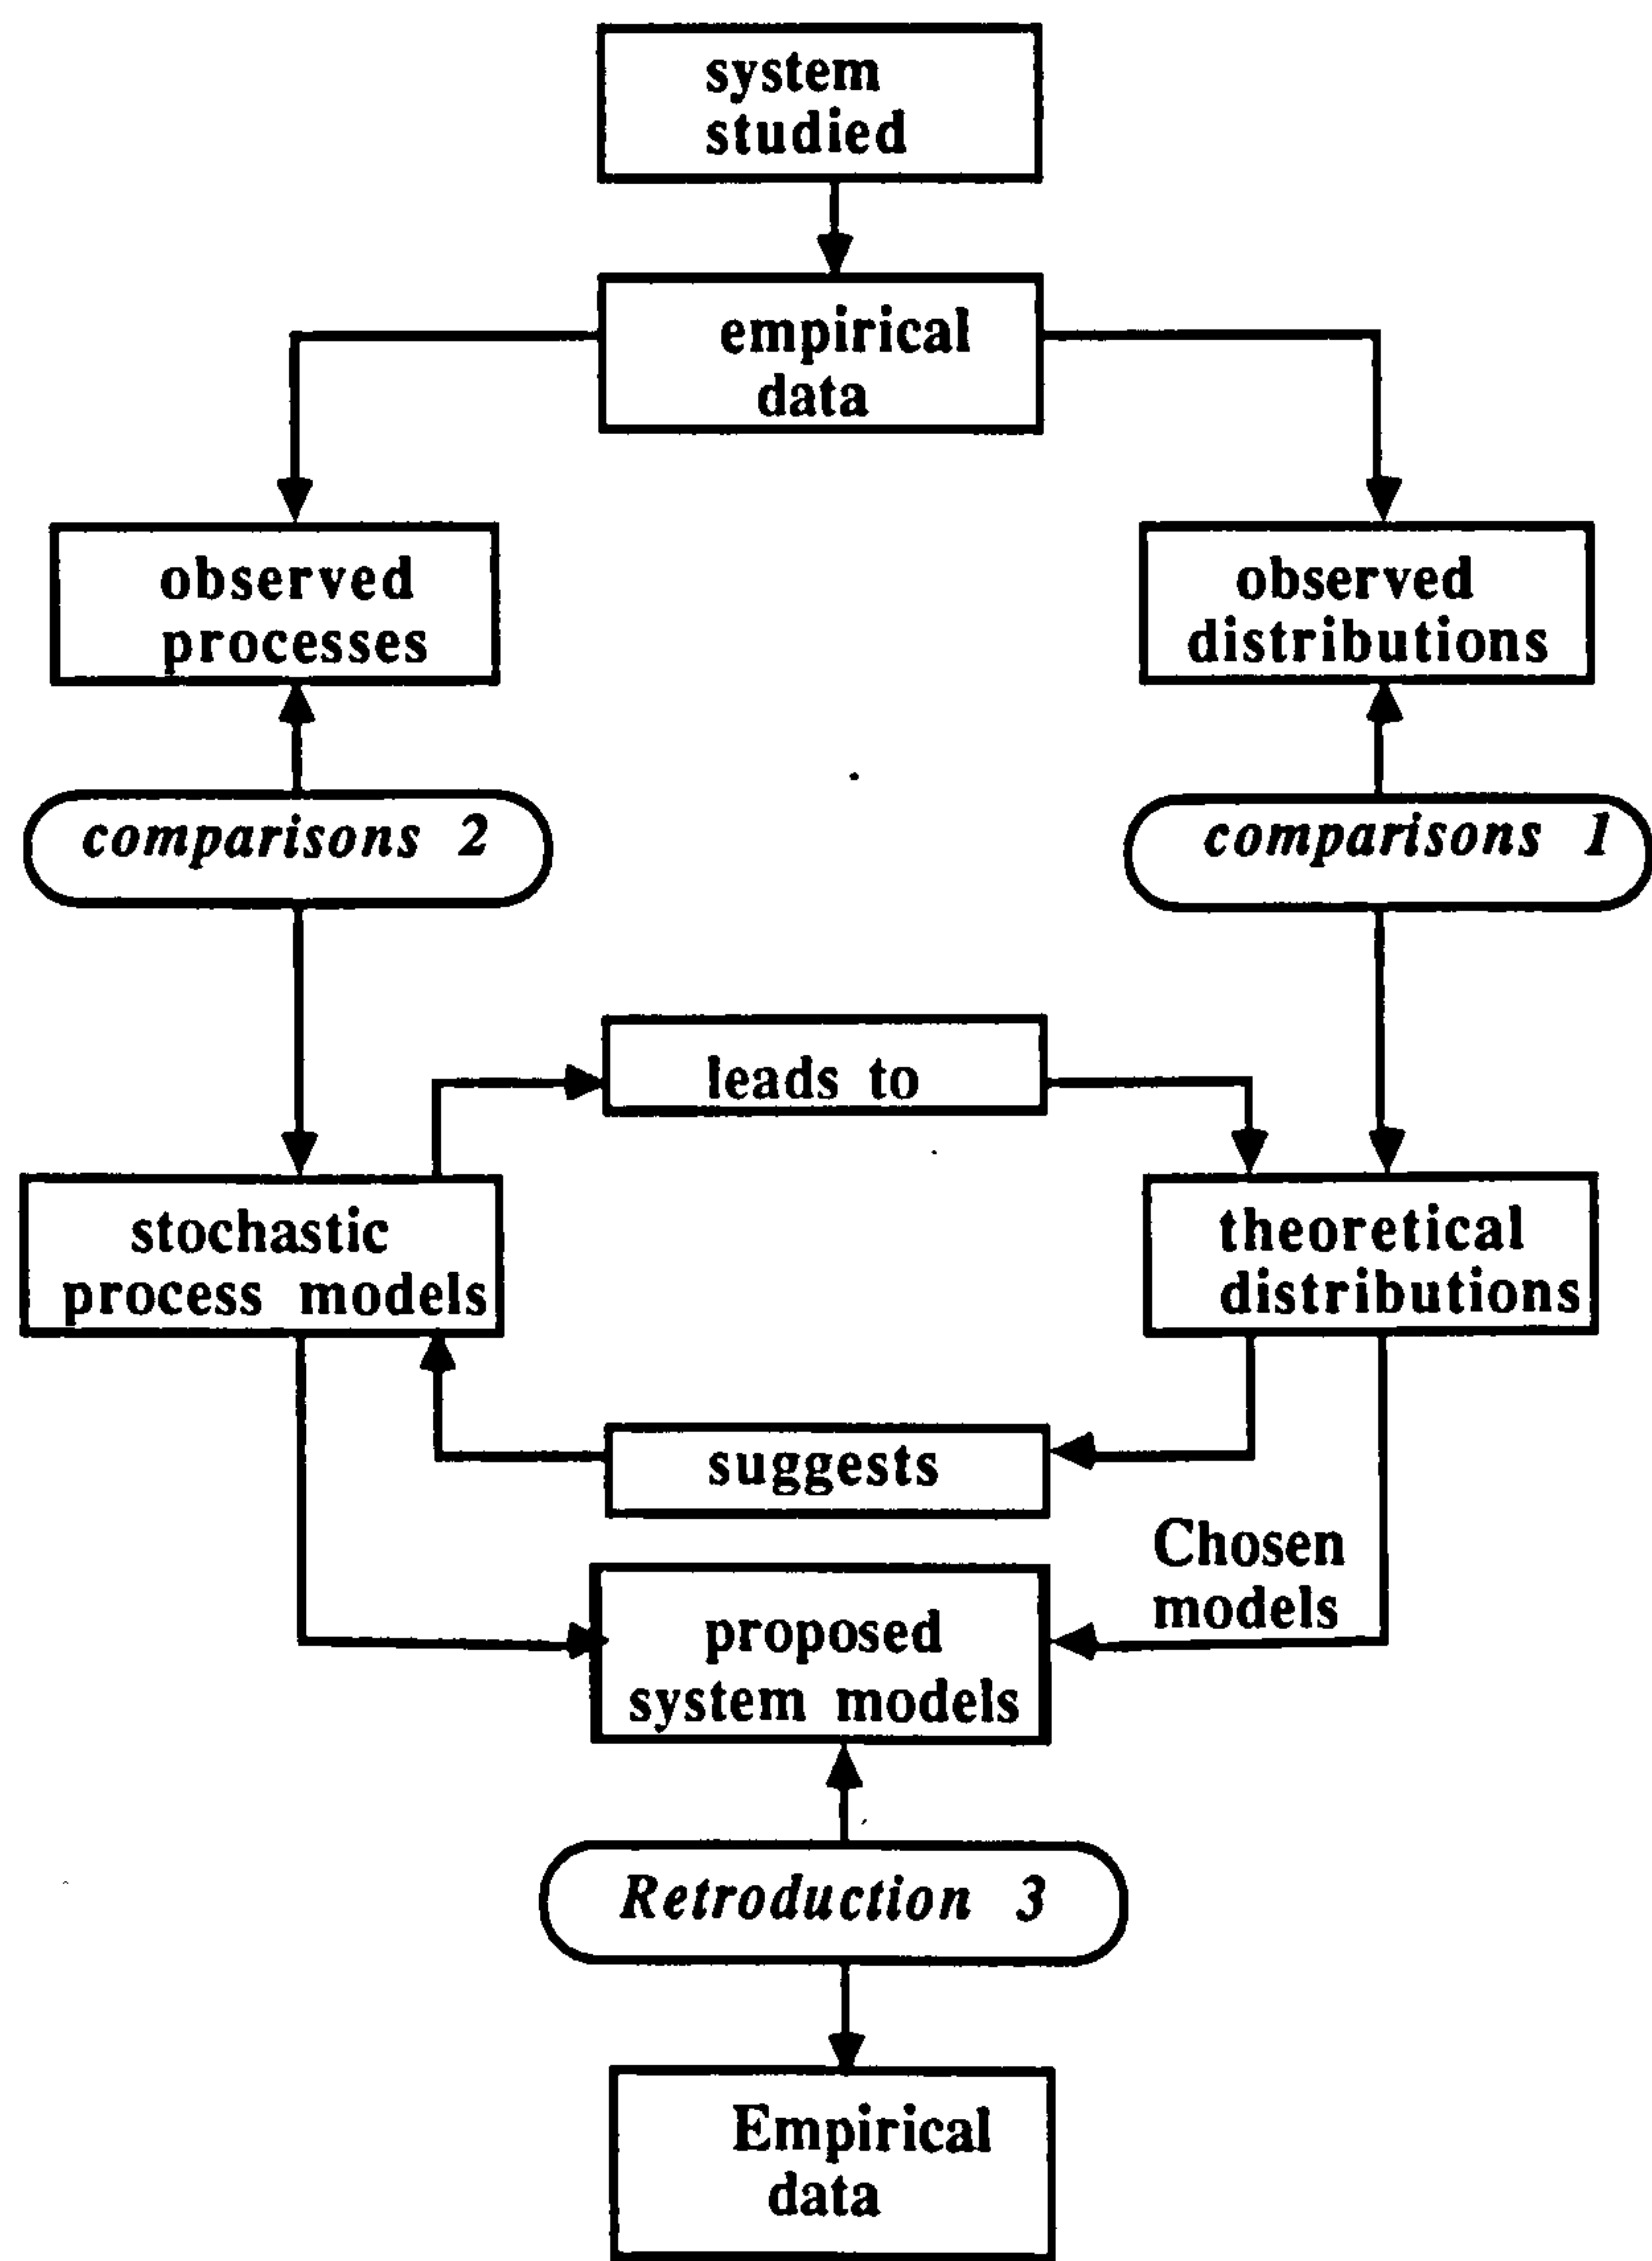 system
studied
empirical
data
observed
processes
observed
distributions
comparisons 2
comparisons 1
leads to
stochastic
process models
theoretical
distributions
suggests
Chosen
models
proposed
system models
Retroduction 3
Empirical
data